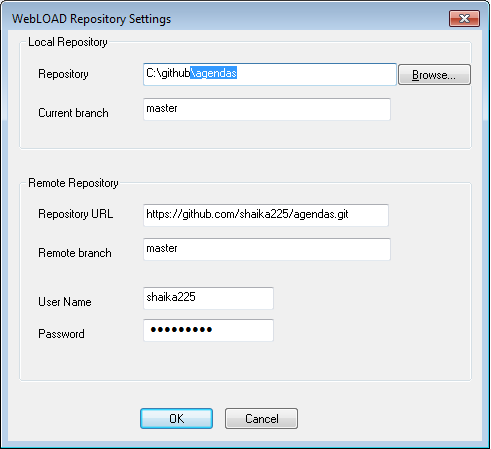 WebLOAD Repository Settings
Local Repository
Repository C:\github\agendas Browse...
Current branch master
Remote Repository
Repository URL https://github.com/shaika225/agendas.git
Remote branch master
User Name shaika225
Password •••••••••
OK Cancel